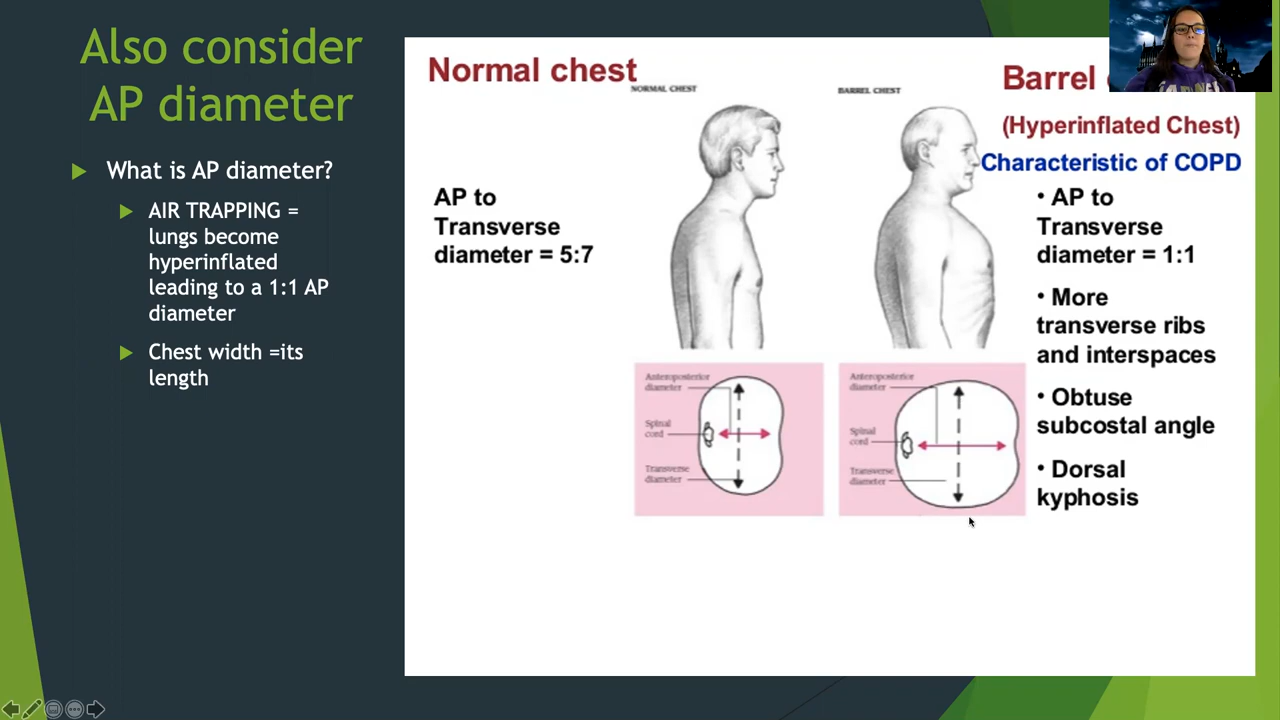 Also consider
AP diameter
What is AP diameter?
AIR TRAPPING =
lungs become
hyperinflated
leading to a 1:1 AP
diameter
Chest width =its
length
Normal chest
NORMAL CHEST
AP to
Transverse
diameter = 5:7
BARREL CHEST
Barrel
(Hyperinflated Chest)
Characteristic of COPD
• AP to
Transverse
diameter = 1:1
• More
transverse ribs
and interspaces
• Obtuse
subcostal angle
• Dorsal
kyphosis
Anteroposterior
diameter
Spinal
cord
Transverse
diameter
Anteroposterior
diameter
Spinal
cord
Transverse
diameter